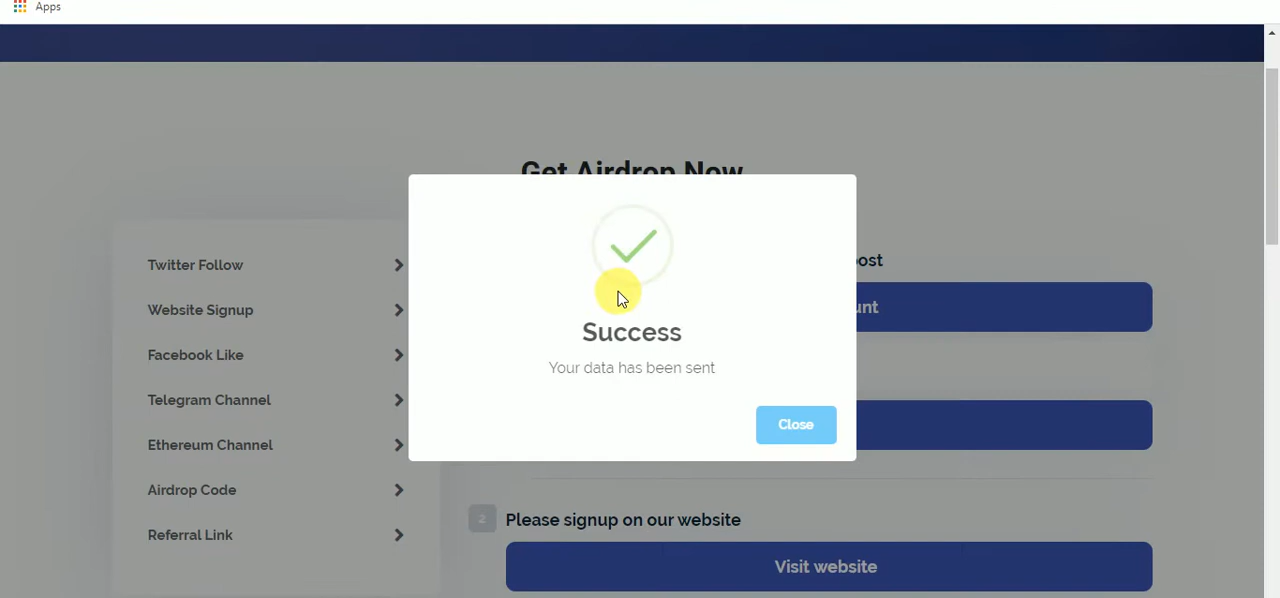 Apps
Get Airdrop Now
Twitter Follow
Website Signup
Facebook Like
Telegram Channel
Ethereum Channel
Airdrop Code
Referral Link
Success
Your data has been sent
Close
2
Please signup on our website
Visit website